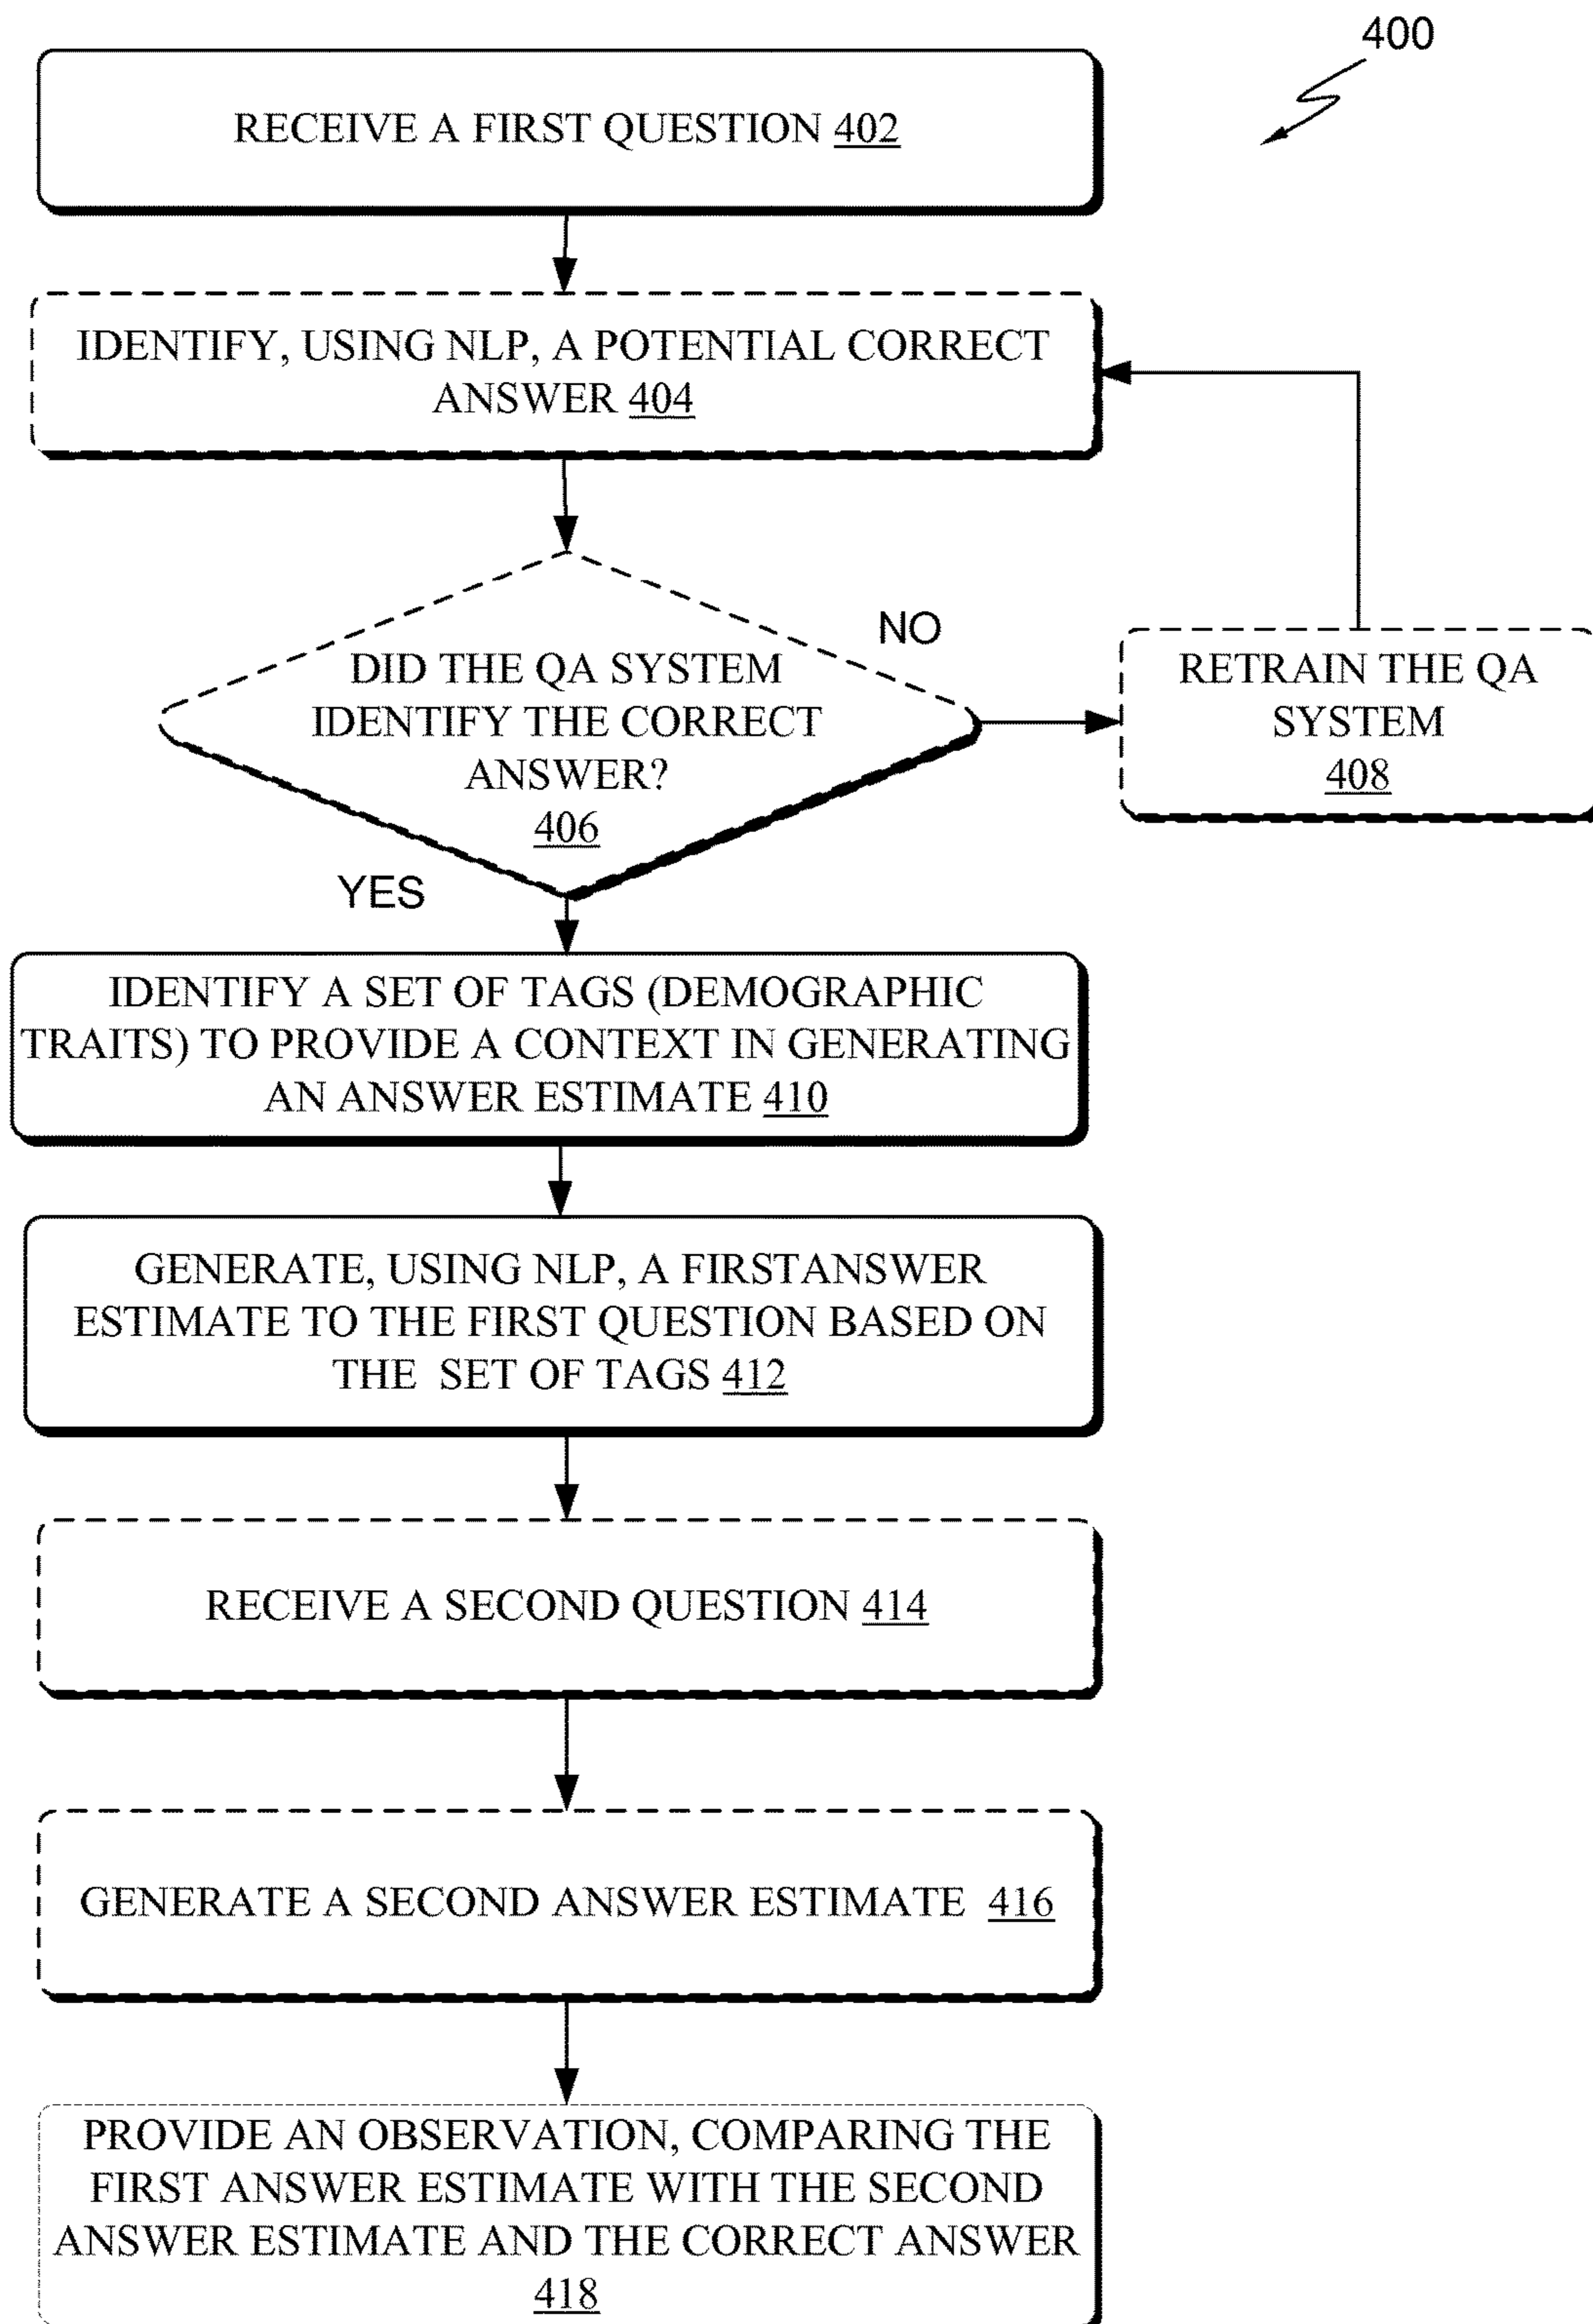 400
RECEIVE A FIRST QUESTION 402
IDENTIFY, USING NLP, A POTENTIAL CORRECT
ANSWER 404
NO
DID THE QA SYSTEM
IDENTIFY THE CORRECT
ANSWER?
406
RETRAIN THE QA
SYSTEM
408
YES
IDENTIFY A SET OF TAGS (DEMOGRAPHIC
TRAITS) TO PROVIDE A CONTEXT IN GENERATING
AN ANSWER ESTIMATE 410
GENERATE, USING NLP, A FIRSTANSWER
ESTIMATE TO THE FIRST QUESTION BASED ON
THE SET OF TAGS 412
RECEIVE A SECOND QUESTION 414
GENERATE A SECOND ANSWER ESTIMATE 416
PROVIDE AN OBSERVATION, COMPARING THE
FIRST ANSWER ESTIMATE WITH THE SECOND
ANSWER ESTIMATE AND THE CORRECT ANSWER
418